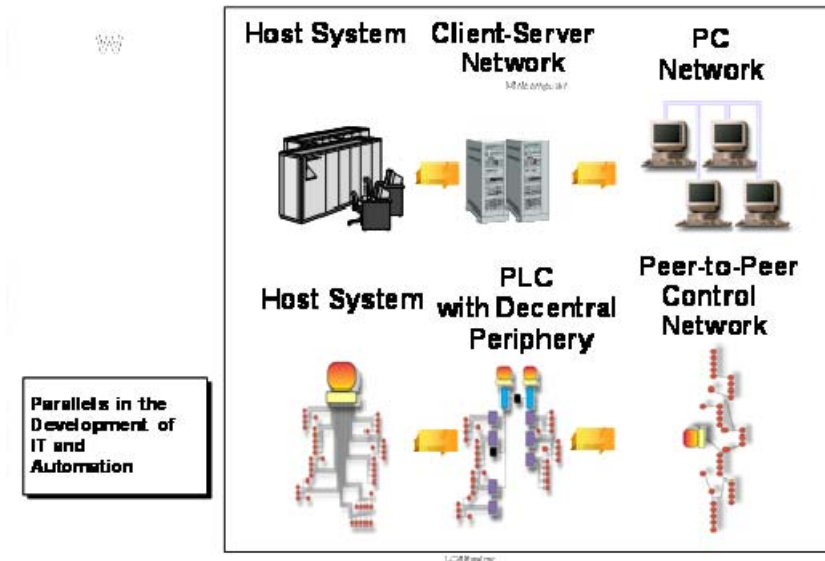 W
Host System
Client-Server
Network
Minicomputer
PC
Network
Host System
PLC
with Decentral
Periphery
Peer-to-Peer
Control
Network
Parallels in the
Development of
IT and
Automation